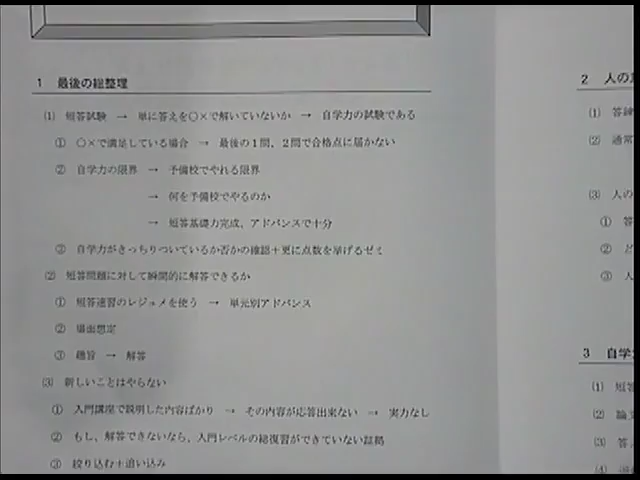 1 最後の総整理
(1) 短答試験 → 単に答えを○×で解いていないか → 自学力の試験である
① ○×で満足している場合 → 最後の1問、2問で合格点に届かない
② 自学力の限界 → 予備校でやれる限界
→ 何を予備校でやるのか
→ 短答基礎力完成、アドバンスで十分
③ 自学力がきっちりついているか否かの確認+更に点数を挙げるゼミ
(2) 短答問題に対して瞬間的に解答できるか
① 短答速習のレジュメを使う → 単元別アドバンス
② 場面想定
③ 趣旨 → 解答
(3) 新しいことはやらない
① 入門講座で説明した内容ばかり → その内容が応答出来ない → 実力なし
② もし、解答できないなら、入門レベルの総復習ができていない証拠
③ 絞り込む+追い込み
2 人の
(1) 答練
(2) 通常
(3) 人の
① 答
② ど
③ 人
3 自学
(1) 短答
(2) 論文
(3) 答
(4)